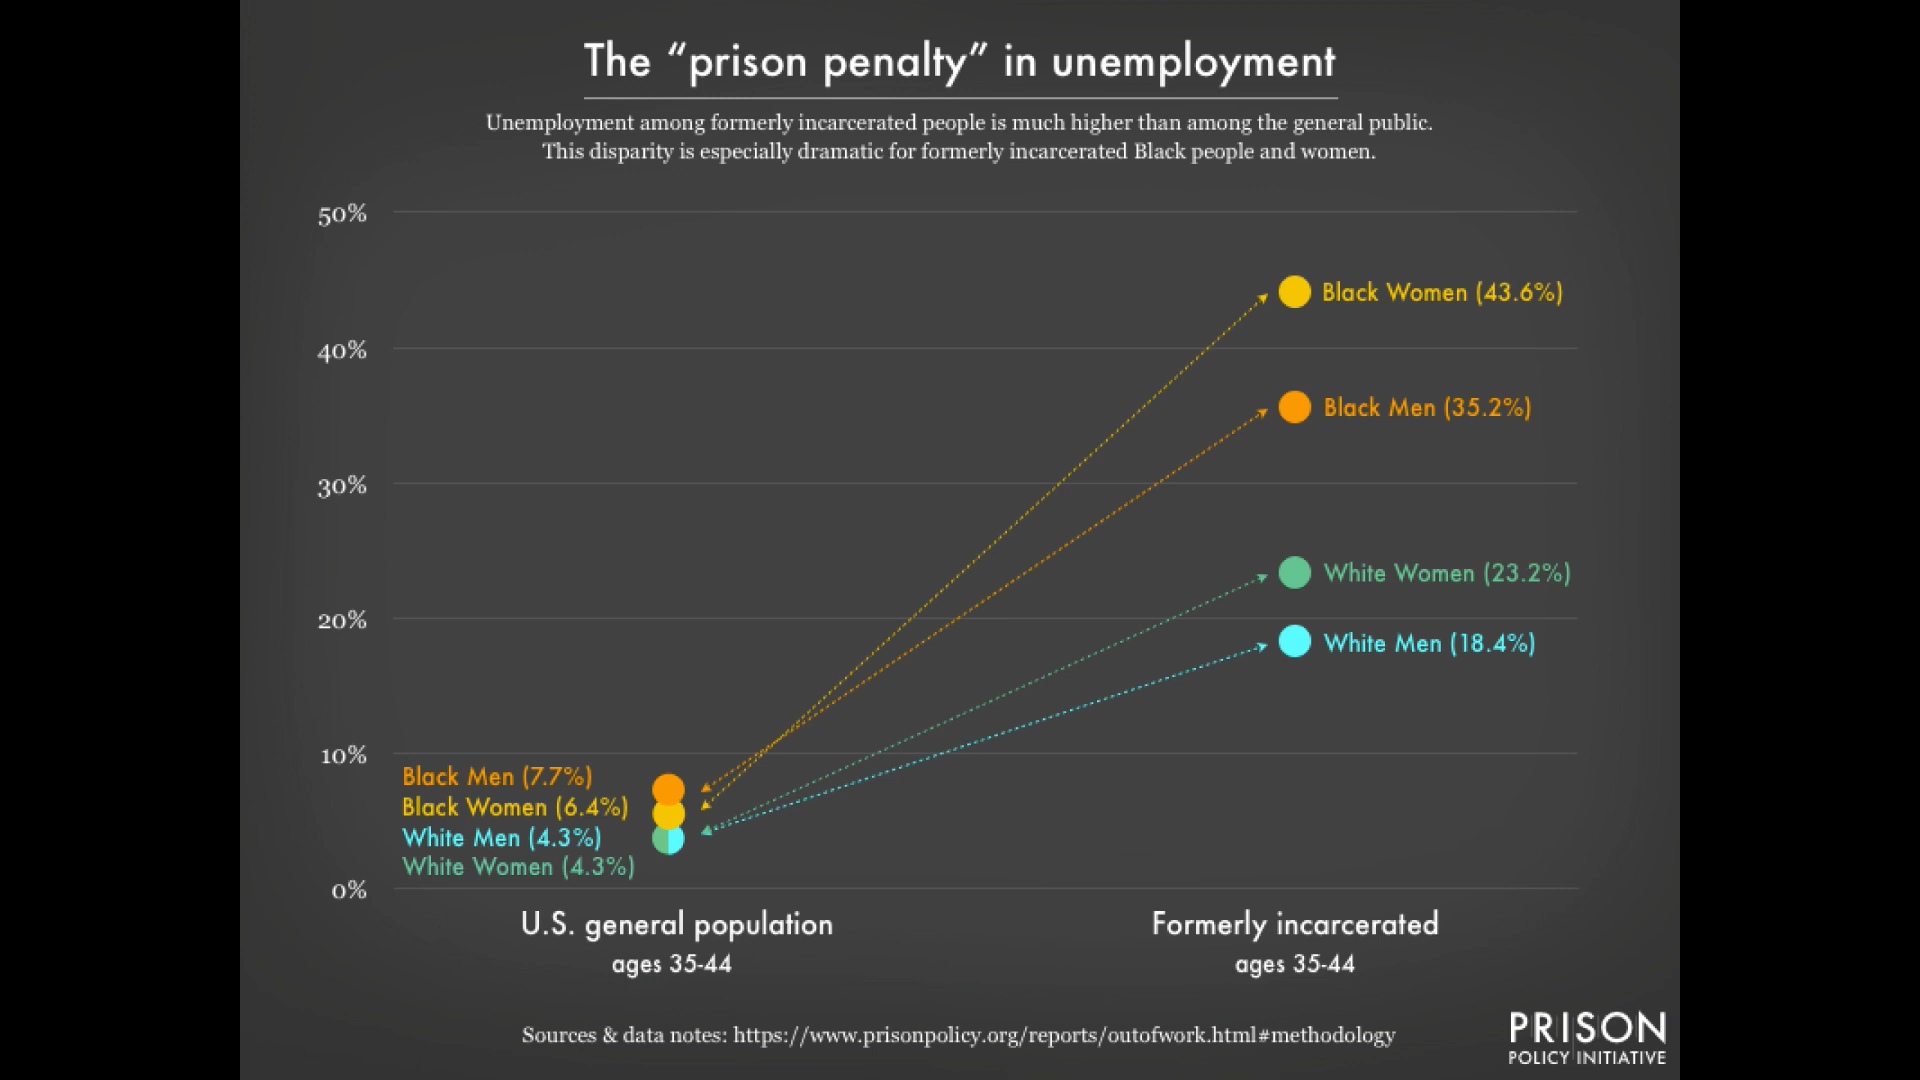 The “prison penalty” in unemployment
Unemployment among formerly incarcerated people is much higher than among the general public.
This disparity is especially dramatic for formerly incarcerated Black people and women.
50%
40%
30%
20%
10%
0%
Black Women (43.6%)
Black Men (35.2%)
White Women (23.2%)
White Men (18.4%)
Black Men (7.7%)
Black Women (6.4%)
White Men (4.3%)
White Women (4.3%)
U.S. general population
ages 35-44
Formerly incarcerated
ages 35-44
Sources & data notes: https://www.prisonpolicy.org/reports/outofwork.html#methodology
PRISON
POLICY INITIATIVE